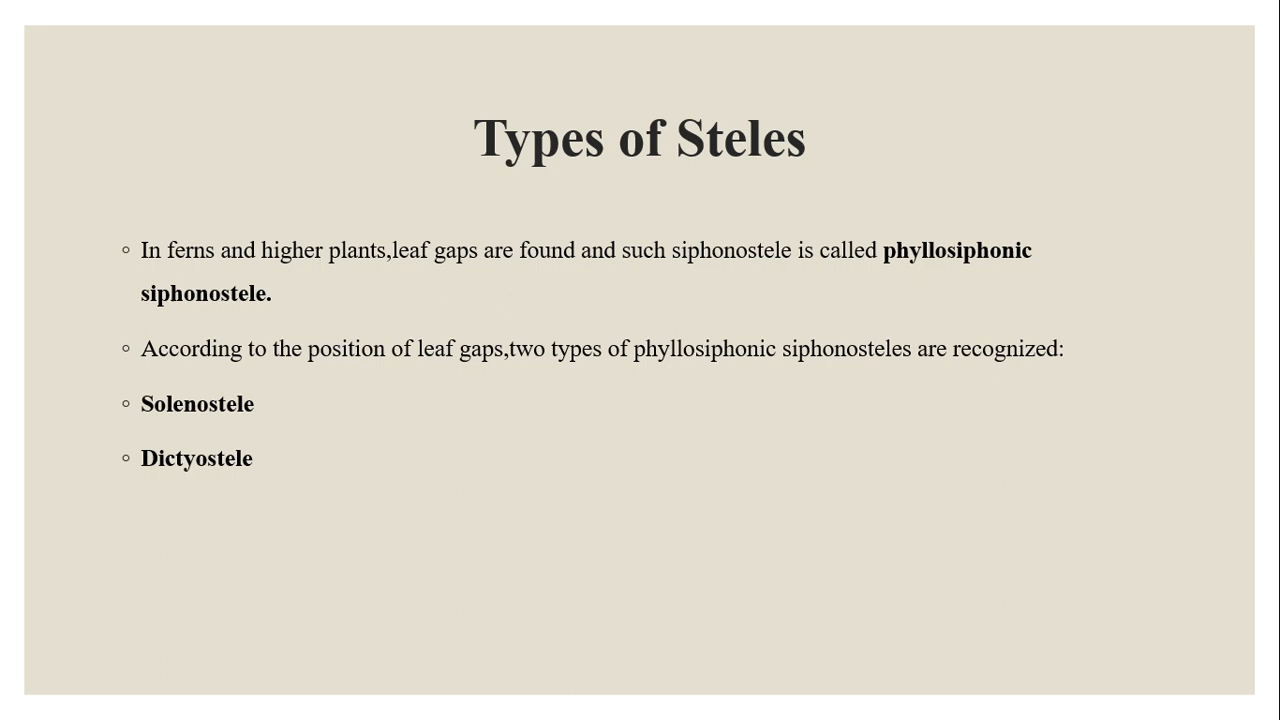 Types of Steles
◦ In ferns and higher plants,leaf gaps are found and such siphonostele is called phyllosiphonic
siphonostele.
◦ According to the position of leaf gaps,two types of phyllosiphonic siphonosteles are recognized:
◦ Solenostele
◦ Dictyostele